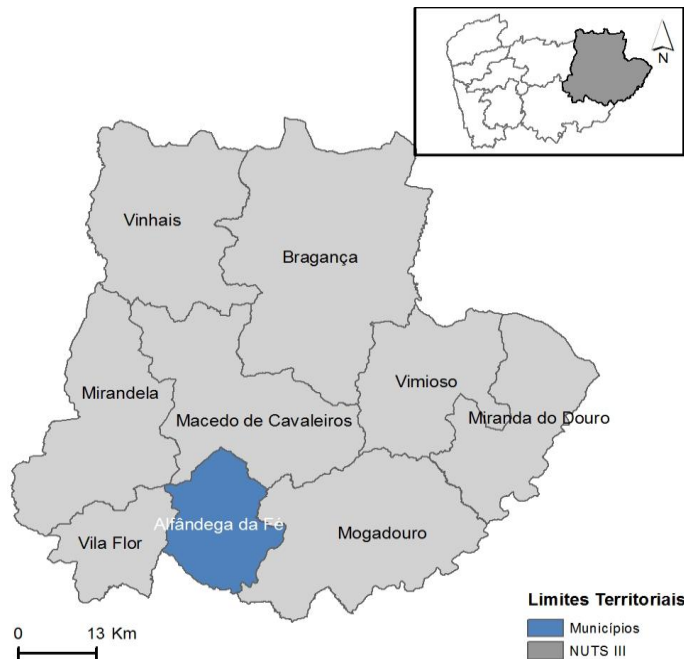 N
Vinhais
Bragança
Mirandela
Vimioso
Macedo de Cavaleiros
Miranda do Douro
Alfândega da Fé
Vila Flor
Mogadouro
Limites Territoriais
Municípios
NUTS III
0 13 Km